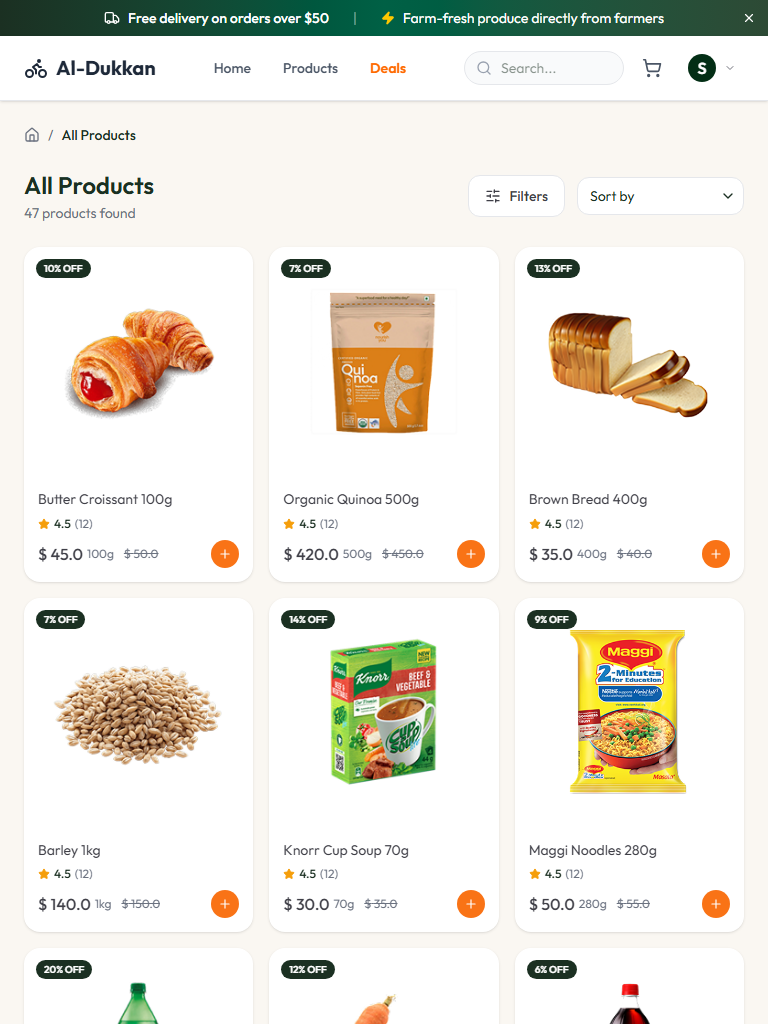 Free delivery on orders over $50 | Farm-fresh produce directly from farmers
Al-Dukkan Home Products Deals Search... S
/ All Products
All Products
47 products found
Filters Sort by
10% OFF 7% OFF 13% OFF
Qui
noa
Butter Croissant 100g Organic Quinoa 500g Brown Bread 400g
4.5 (12) 4.5 (12) 4.5 (12)
$ 45.0 100g $ 50.0 $ 420.0 500g $ 450.0 $ 35.0 400g $ 40.0
7% OFF 14% OFF 9% OFF
Knorr
BEEF &
VEGETABLE
CUP
SOUP
Maggi
2-Minutes
for Education
Barley 1kg Knorr Cup Soup 70g Maggi Noodles 280g
4.5 (12) 4.5 (12) 4.5 (12)
$ 140.0 1kg $ 150.0 $ 30.0 70g $ 35.0 $ 50.0 280g $ 55.0
20% OFF 12% OFF 6% OFF